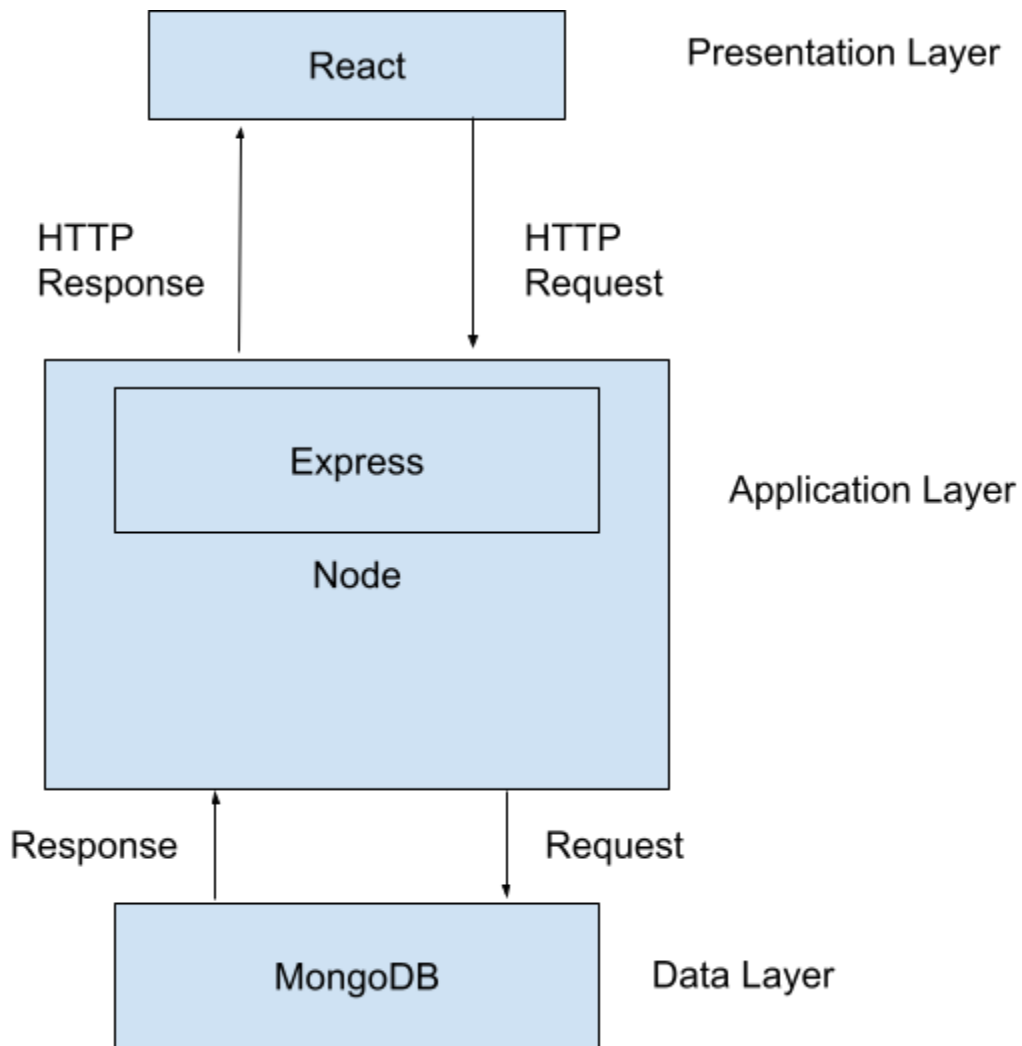 React
Presentation Layer
HTTP
Response
HTTP
Request
Express
Application Layer
Node
Response
Request
MongoDB
Data Layer